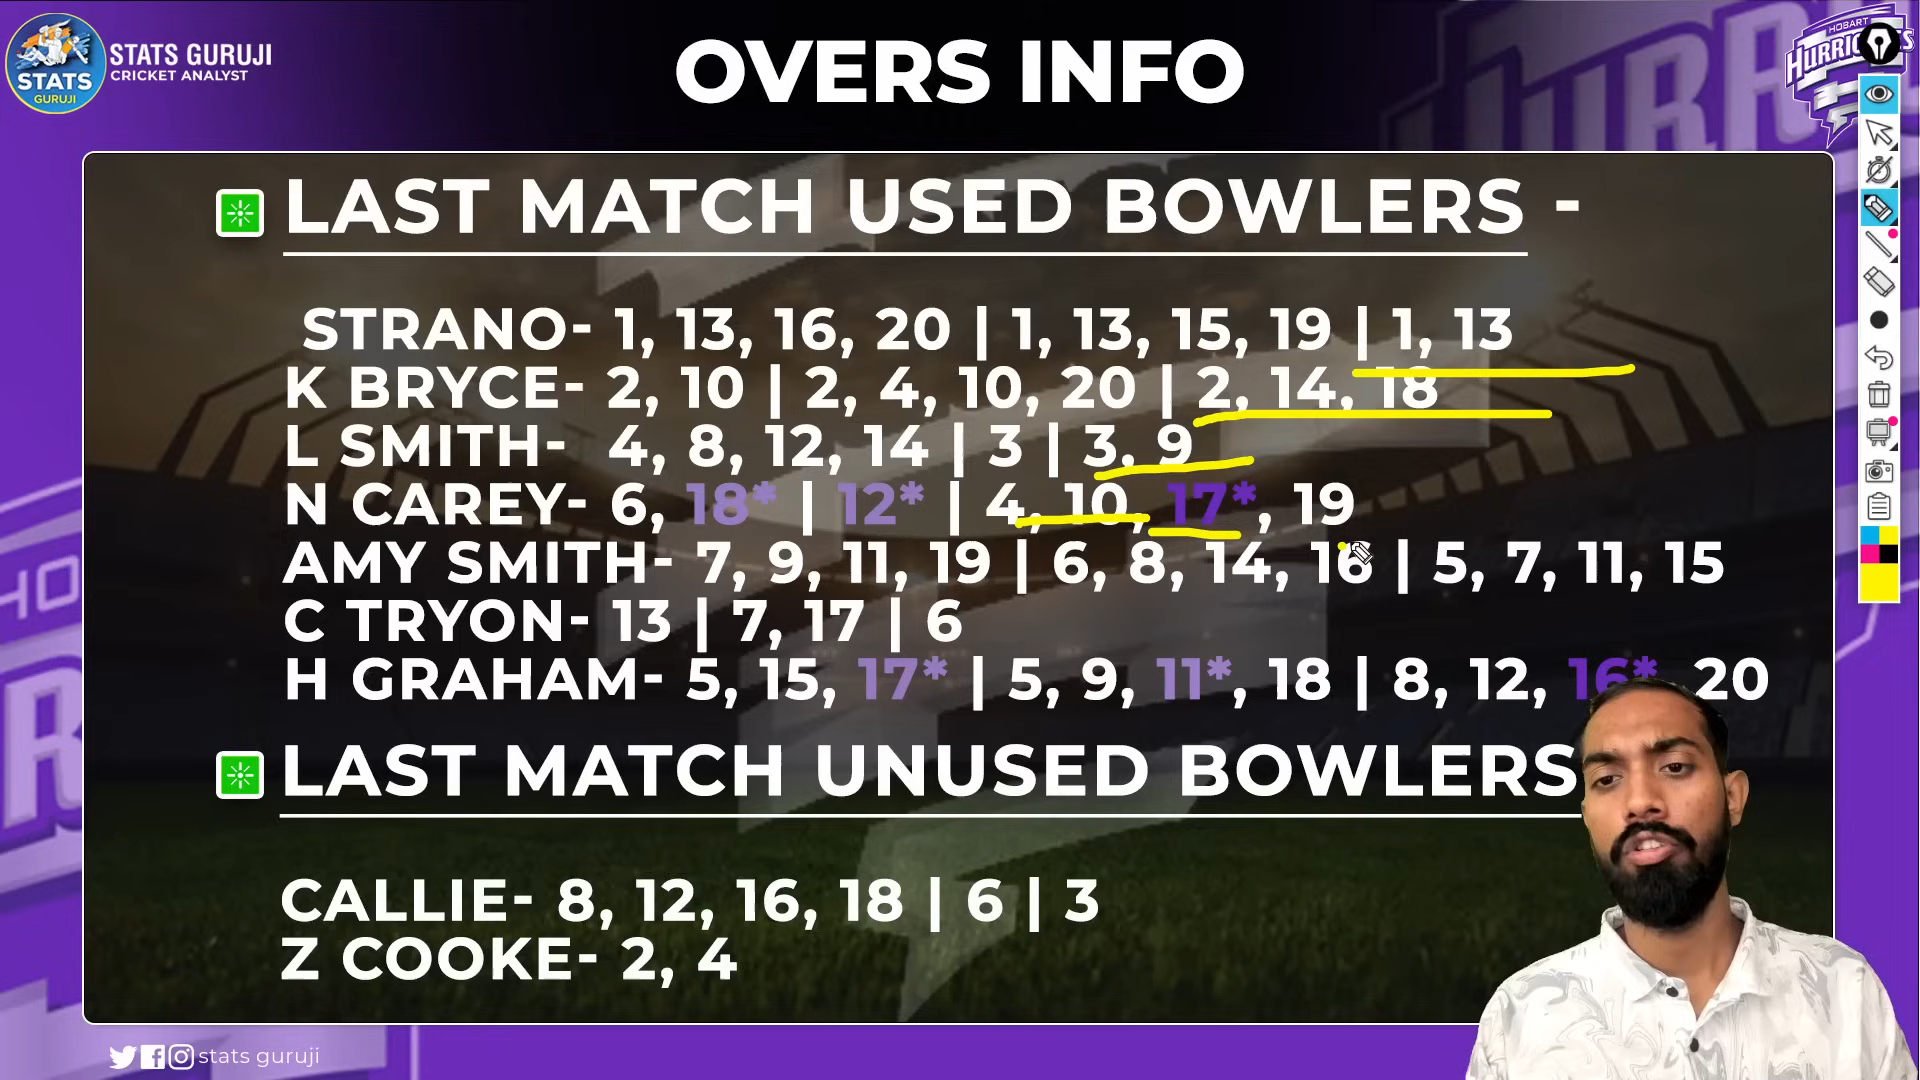 STATS GURUJI
CRICKET ANALYST
STATS
GURUJI
OVERS INFO
HOBART
LAST MATCH USED BOWLERS -
STRANO- 1, 13, 16, 20 | 1, 13, 15, 19 | 1, 13
K BRYCE- 2, 10 | 2, 4, 10, 20 | 2, 14, 18
L SMITH- 4, 8, 12, 14 | 3 | 3, 9
N CAREY- 6, 18* | 12* | 4, 10, 17*, 19
AMY SMITH- 7, 9, 11, 19 | 6, 8, 14, 16 | 5, 7, 11, 15
C TRYON- 13 | 7, 17 | 6
H GRAHAM- 5, 15, 17* | 5, 9, 11*, 18 | 8, 12, 16* 20
LAST MATCH UNUSED BOWLERS
CALLIE- 8, 12, 16, 18 | 6 | 3
Z COOKE- 2, 4
stats guruji